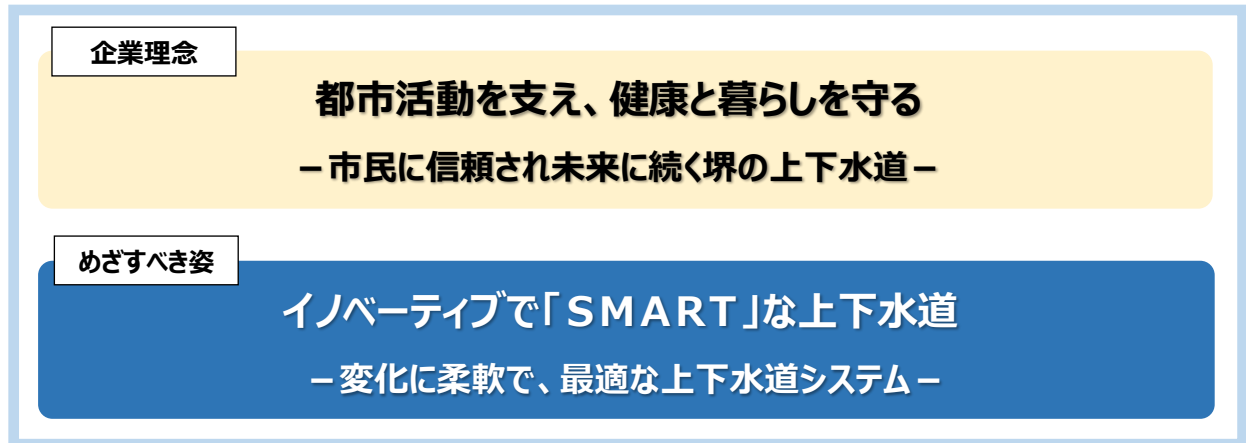 企業理念
都市活動を支え、健康と暮らしを守る
－市民に信頼され未来に続く堺の上下水道－
めざすべき姿
イノベーティブで「ＳＭＡＲＴ」な上下水道
－変化に柔軟で、最適な上下水道システム－